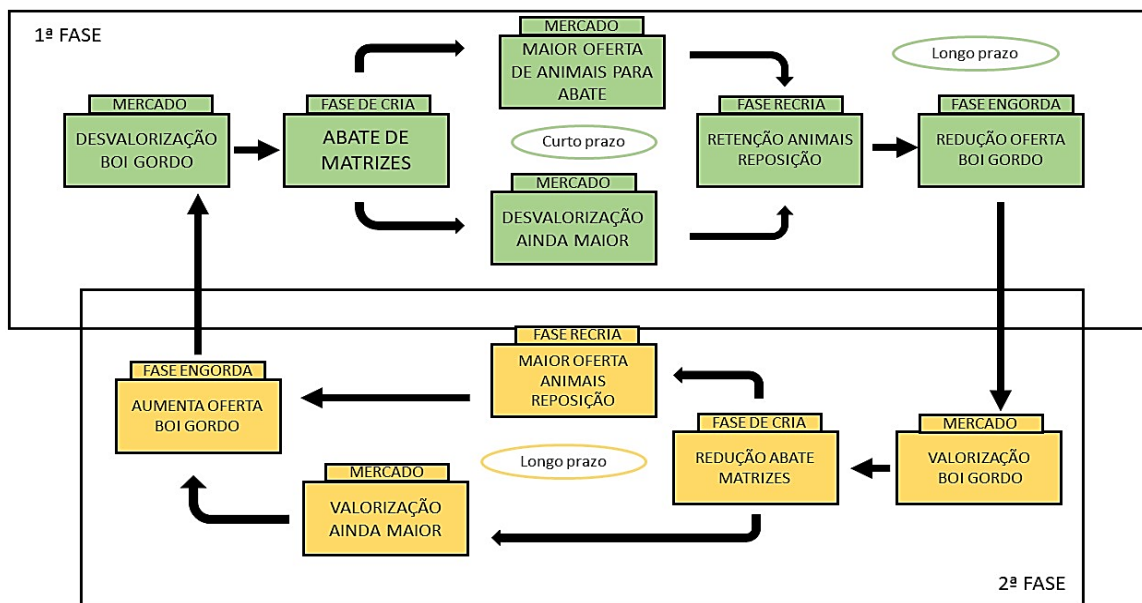 1ª FASE
MERCADO
DESVALORIZAÇÃO
BOI GORDO
FASE DE CRIA
ABATE DE
MATRIZES
MERCADO
MAIOR OFERTA
DE ANIMAIS PARA
ABATE
Curto prazo
MERCADO
DESVALORIZAÇÃO
AINDA MAIOR
FASE RECRIA
RETENÇÃO ANIMAIS
REPOSIÇÃO
Longo prazo
FASE ENGORDA
REDUÇÃO OFERTA
BOI GORDO
MERCADO
VALORIZAÇÃO
BOI GORDO
FASE DE CRIA
REDUÇÃO ABATE
MATRIZES
FASE RECRIA
MAIOR OFERTA
ANIMAIS
REPOSIÇÃO
Longo prazo
MERCADO
VALORIZAÇÃO
AINDA MAIOR
FASE ENGORDA
AUMENTA OFERTA
BOI GORDO
2ª FASE